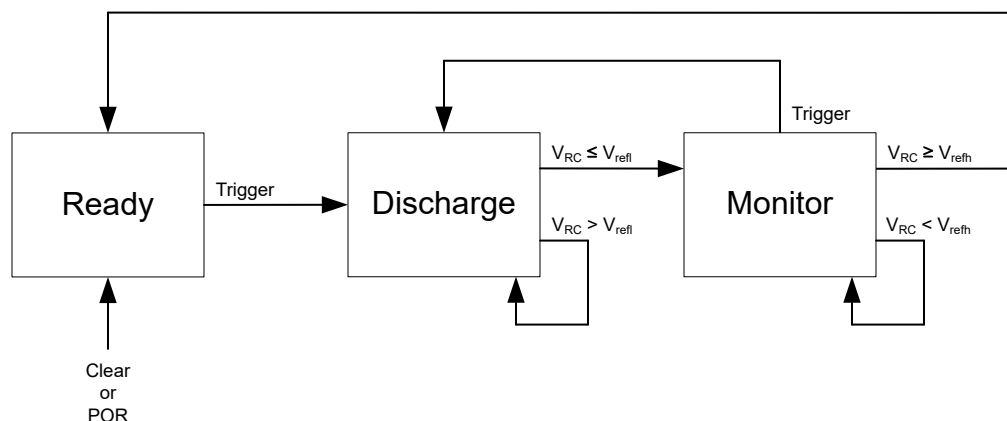 Trigger
V_RC ≤ V_refl
V_RC ≥ V_refh
Ready
Trigger
Discharge
Monitor
V_RC > V_refl
V_RC < V_refh
Clear
or
POR